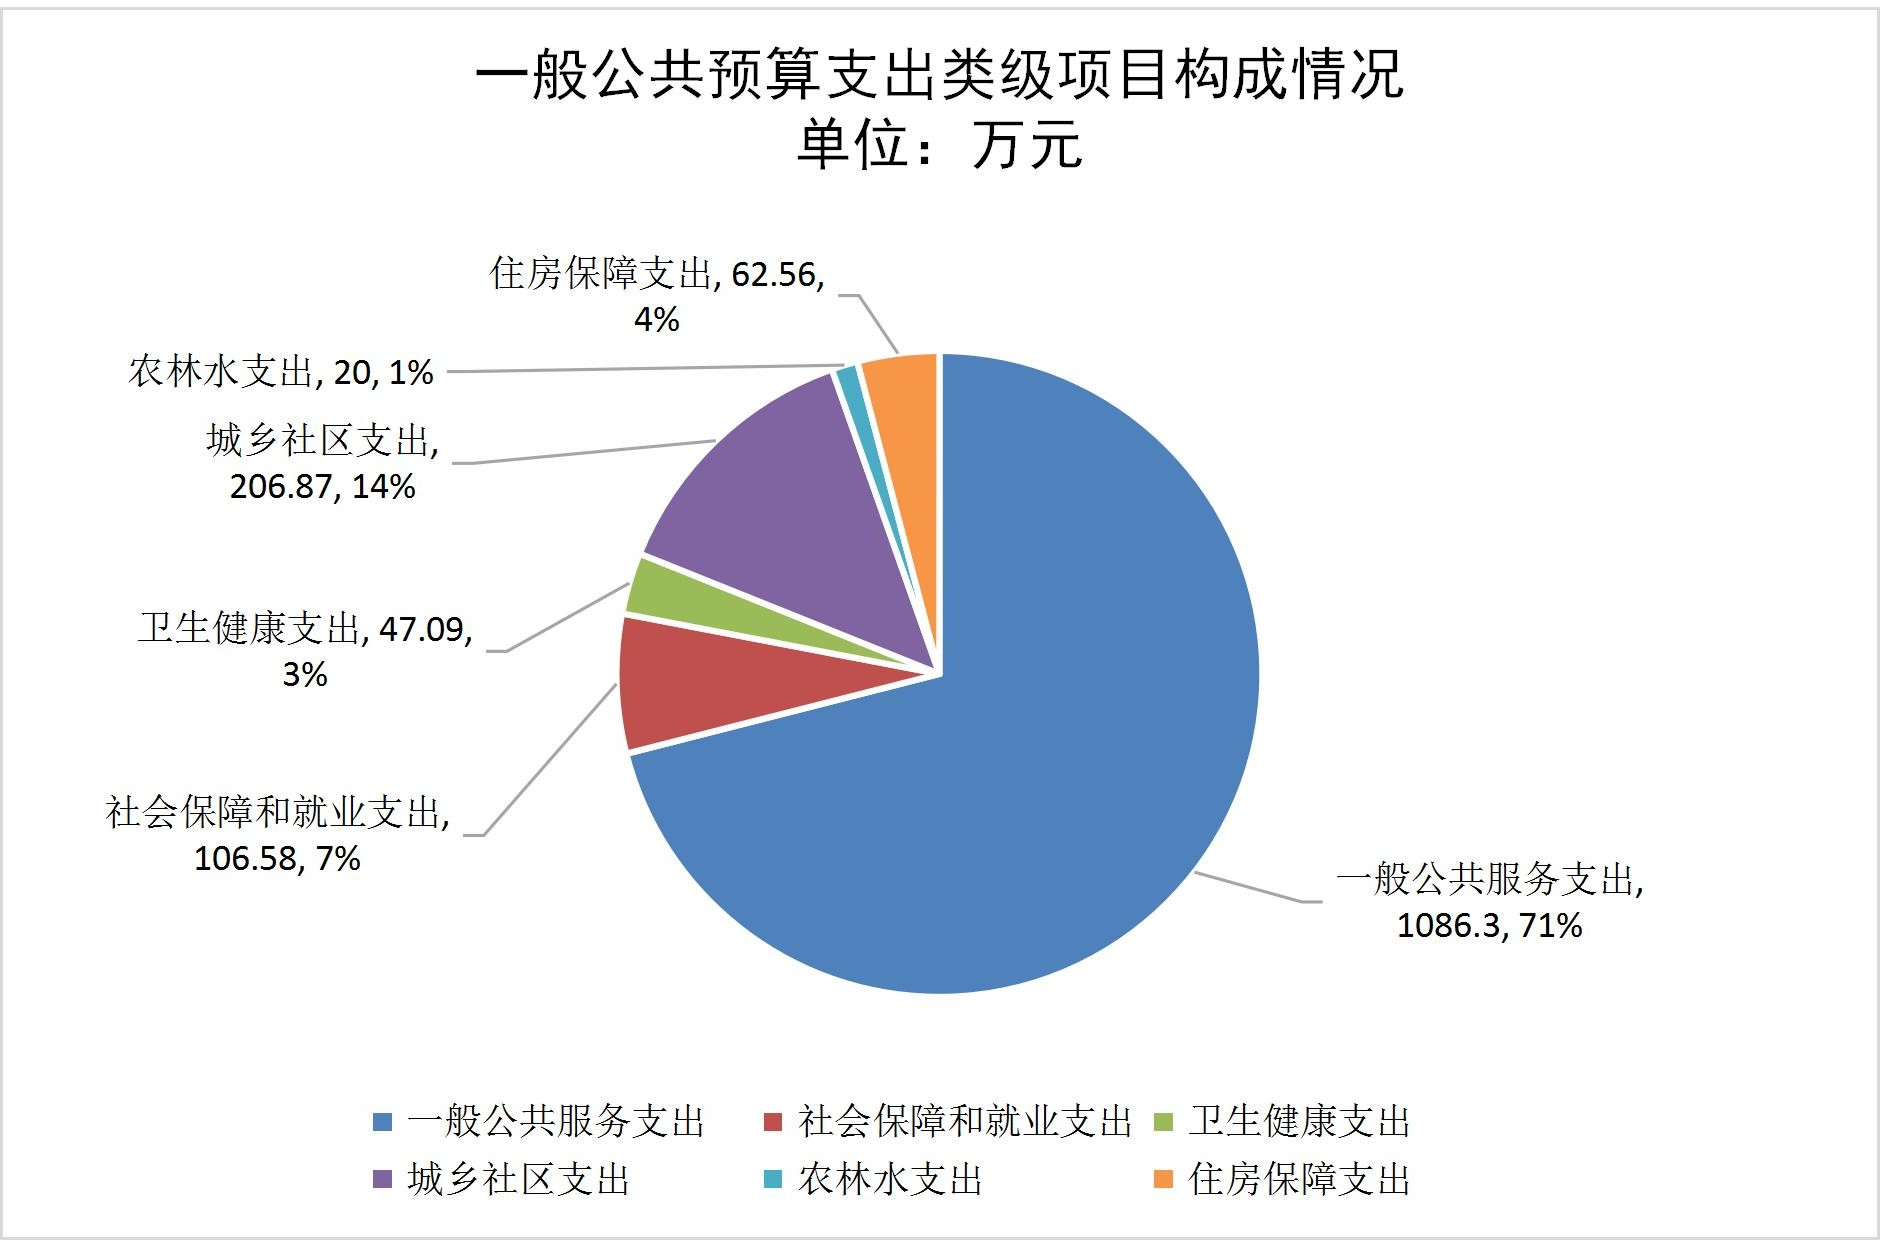 一般公共预算支出类级项目构成情况
单位：万元
住房保障支出, 62.56,
4%
农林水支出, 20, 1%
城乡社区支出,
206.87, 14%
卫生健康支出, 47.09,
3%
社会保障和就业支出,
106.58, 7%
一般公共服务支出,
1086.3, 71%
一般公共服务支出 社会保障和就业支出 卫生健康支出
城乡社区支出 农林水支出 住房保障支出